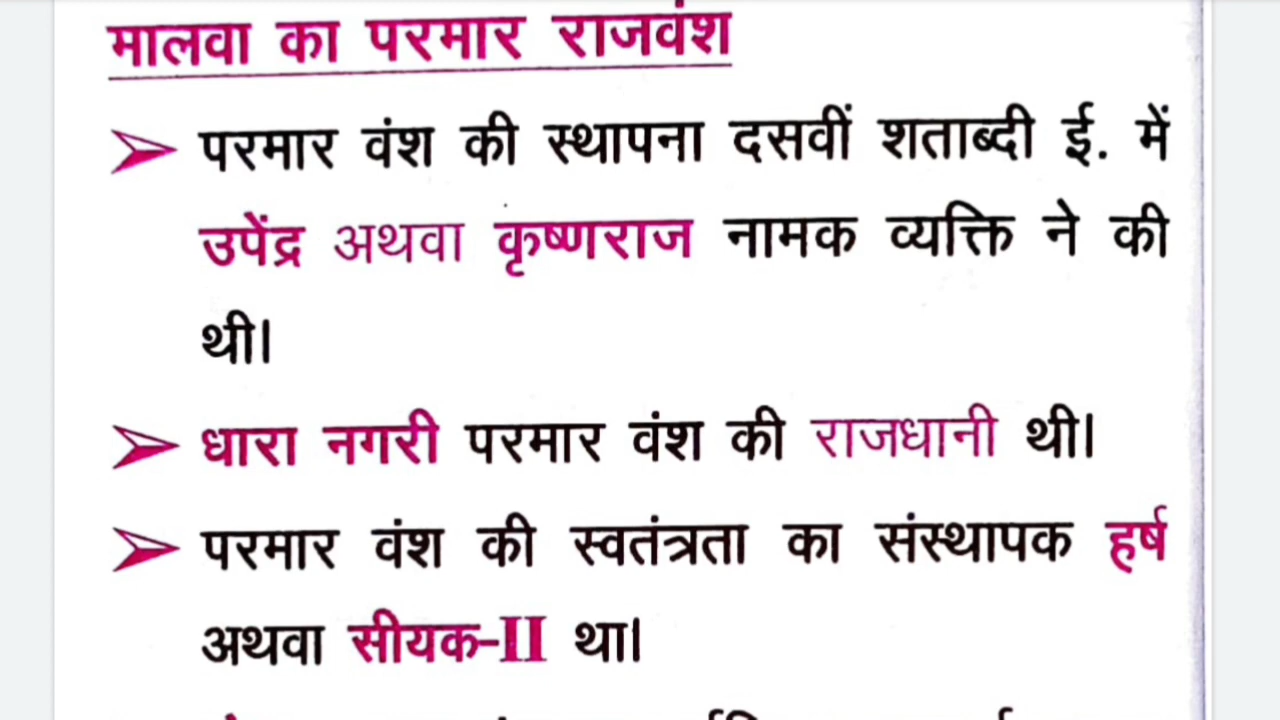 मालवा का परमार राजवंश
परमार वंश की स्थापना दसवीं शताब्दी ई. में
उपेंद्र अथवा कृष्णराज नामक व्यक्ति ने की
थी।
धारा नगरी परमार वंश की राजधानी थी।
परमार वंश की स्वतंत्रता का संस्थापक हर्ष
अथवा सीयक-II था।